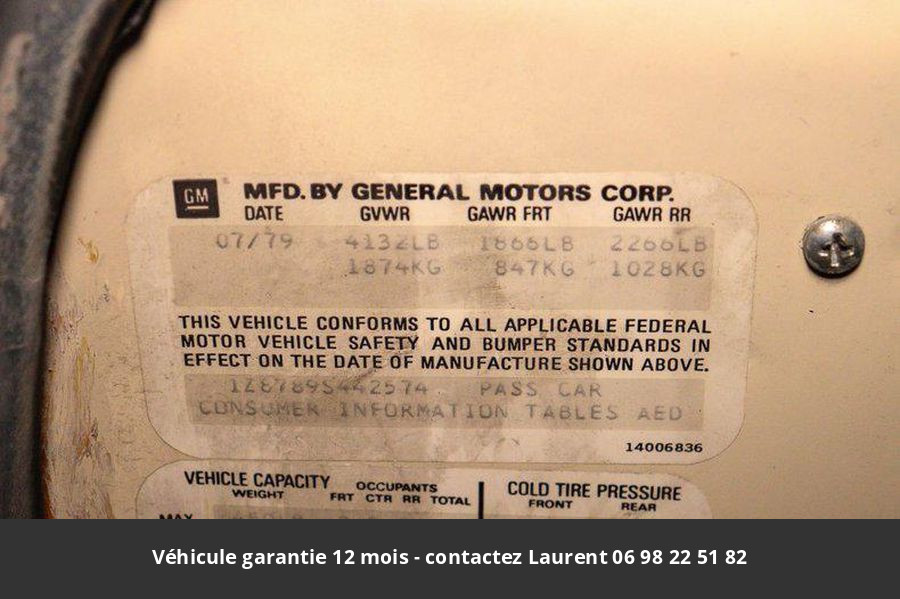 GM MFD. BY GENERAL MOTORS CORP.
DATE GVWR GAWR FRT GAWR RR
07/79 4132LB 1866LB 2266LB
1874KG 847KG 1028KG
THIS VEHICLE CONFORMS TO ALL APPLICABLE FEDERAL
MOTOR VEHICLE SAFETY AND BUMPER STANDARDS IN
EFFECT ON THE DATE OF MANUFACTURE SHOWN ABOVE.
1Z8789S442574 PASS CAR
CONSUMER INFORMATION TABLES AED
14006836
VEHICLE CAPACITY OCCUPANTS COLD TIRE PRESSURE
WEIGHT FRT CTR RR TOTAL FRONT REAR
MAX
Véhicule garantie 12 mois - contactez Laurent 06 98 22 51 82